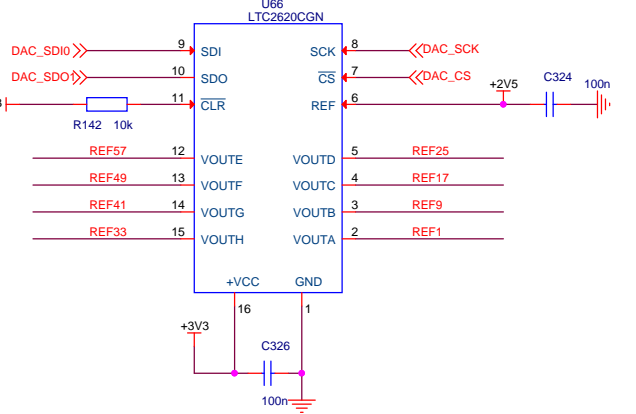 U66
LTC2620CGN
DAC_SDI0 9 SDI SCK 8 DAC_SCK
DAC_SDO1 10 SDO CS 7 DAC_CS
+2V5 C324 100n
11 CLR REF 6
R142 10k
REF57 12 VOUTE VOUTD 5 REF25
REF49 13 VOUTF VOUTC 4 REF17
REF41 14 VOUTG VOUTB 3 REF9
REF33 15 VOUTH VOUTA 2 REF1
+VCC GND
16 1
+3V3
C326
100n